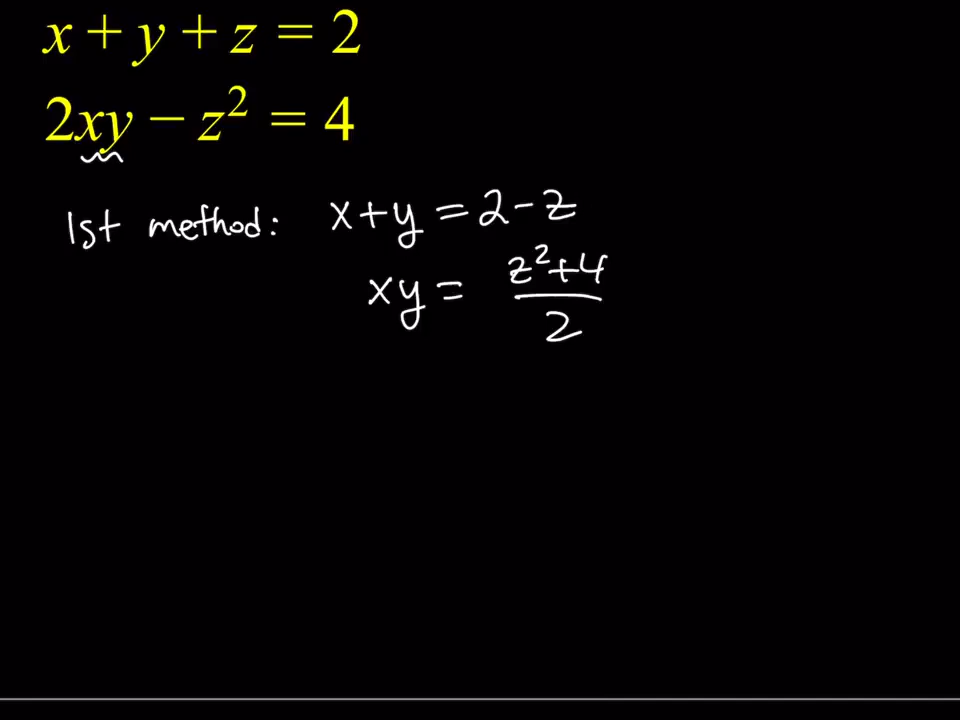 x + y + z = 2
2xy − z² = 4
1st method: x+y = 2-z
xy = z²+4
2